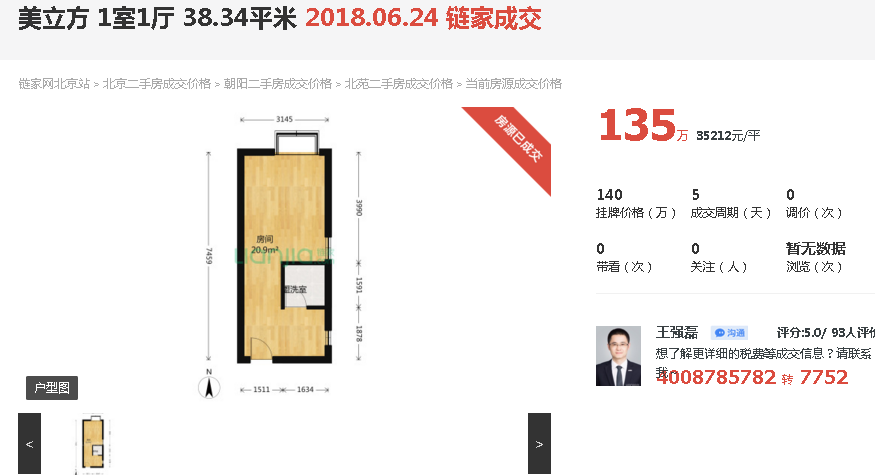 美立方 1室1厅 38.34平米 2018.06.24 链家成交
链家网北京站 > 北京二手房成交价格 > 朝阳二手房成交价格 > 北苑二手房成交价格 > 当前房源成交价格
房源已成交
135万 35212元/平
140 5 0
挂牌价格（万） 成交周期（天） 调价（次）
0 0 暂无数据
带看（次） 关注（人） 浏览（次）
王强磊 沟通 评分:5.0/ 93人评价
想了解更详细的税费等成交信息？请联系
我~
4008785782 转 7752
3145
3990
7459
房间
20.9m²
1591
盥洗室
1878
N
1511 1634
户型图
< >